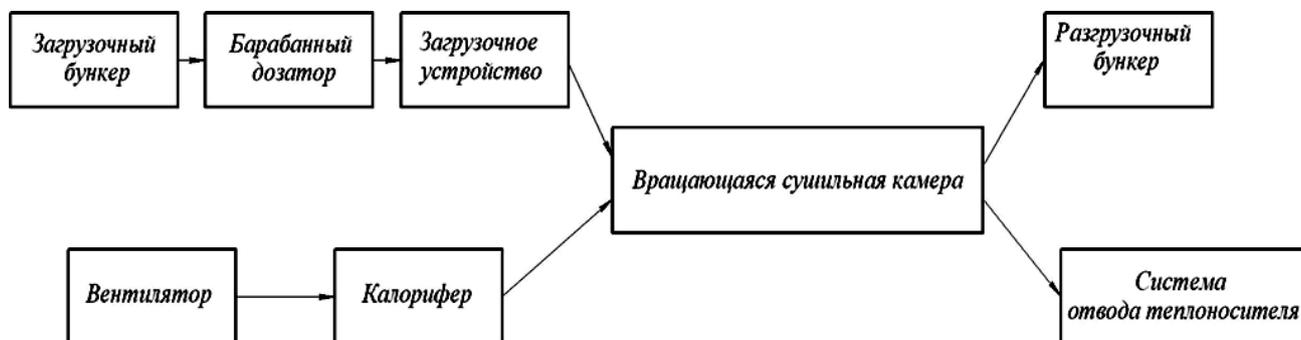 Загрузочный
бункер
Барабанный
дозатор
Загрузочное
устройство
Разгрузочный
бункер
Вращающаяся сушильная камера
Вентилятор
Калорифер
Система
отвода теплоносителя